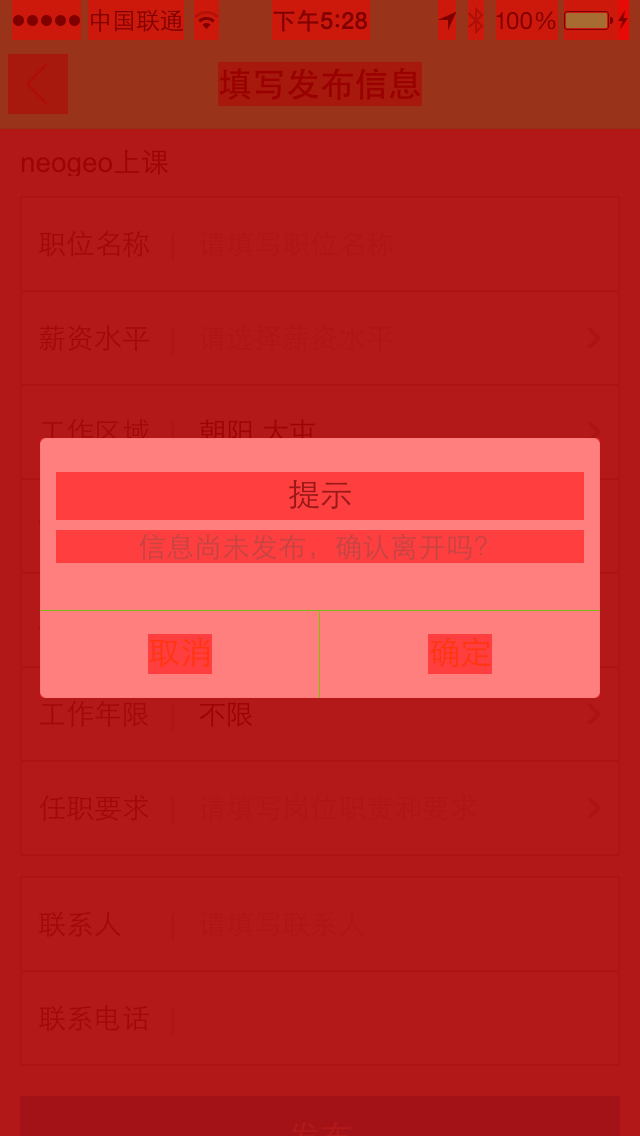 中国联通 下午5:28 100%
填写发布信息
neogeo上课
职位名称 请填写职位名称
薪资水平 请选择薪资水平
工作区域 朝阳 大屯
提示
信息尚未发布，确认离开吗？
取消 确定
工作年限 不限
任职要求 请填写岗位职责和要求
联系人 请填写联系人
联系电话
发布